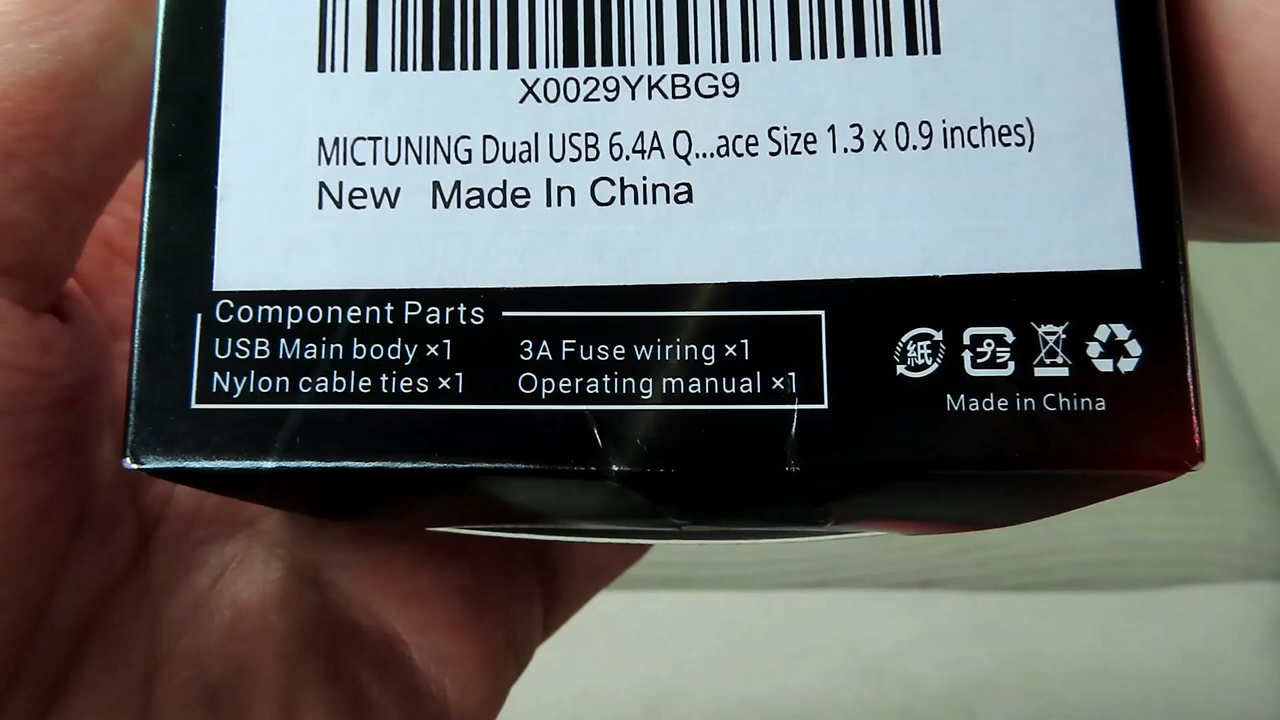 X0029YKBG9
MICTUNING Dual USB 6.4A Q...ace Size 1.3 x 0.9 inches)
New Made In China
Component Parts
USB Main body ×1 3A Fuse wiring ×1
Nylon cable ties ×1 Operating manual ×1
紙 プラ
Made in China